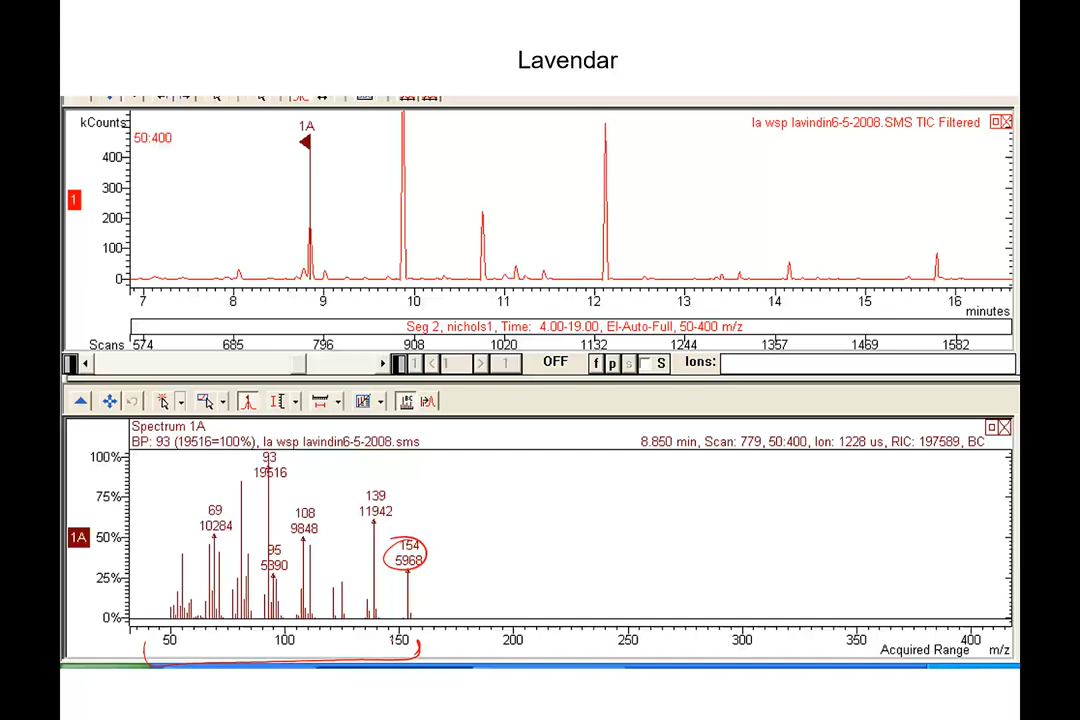 Lavendar
kCounts
50:400
1A
la wsp lavindin6-5-2008.SMS TIC Filtered
400
300
200
100
0
1
7 8 9 10 11 12 13 14 15 16
minutes
Seg 2, nichols1, Time: 4.00-19.00, EI-Auto-Full, 50-400 m/z
Scans 574 685 796 908 1020 1132 1244 1357 1469 1582
1 < 1 > 1 OFF f p s S Ions:
Spectrum 1A
BP: 93 (19516=100%), la wsp lavindin6-5-2008.sms
8.850 min, Scan: 779, 50:400, Ion: 1228 us, RIC: 197589, BC
100%
75%
50%
25%
0%
1A
93
19516
69
10284
95
5390
108
9848
139
11942
154
5968
50 100 150 200 250 300 350 400
Acquired Range m/z